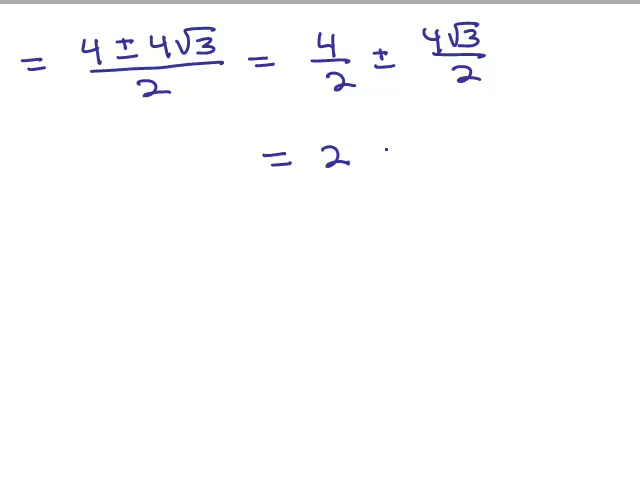 = (4 ± 4√3)/2 = 4/2 ± 4√3/2
= 2